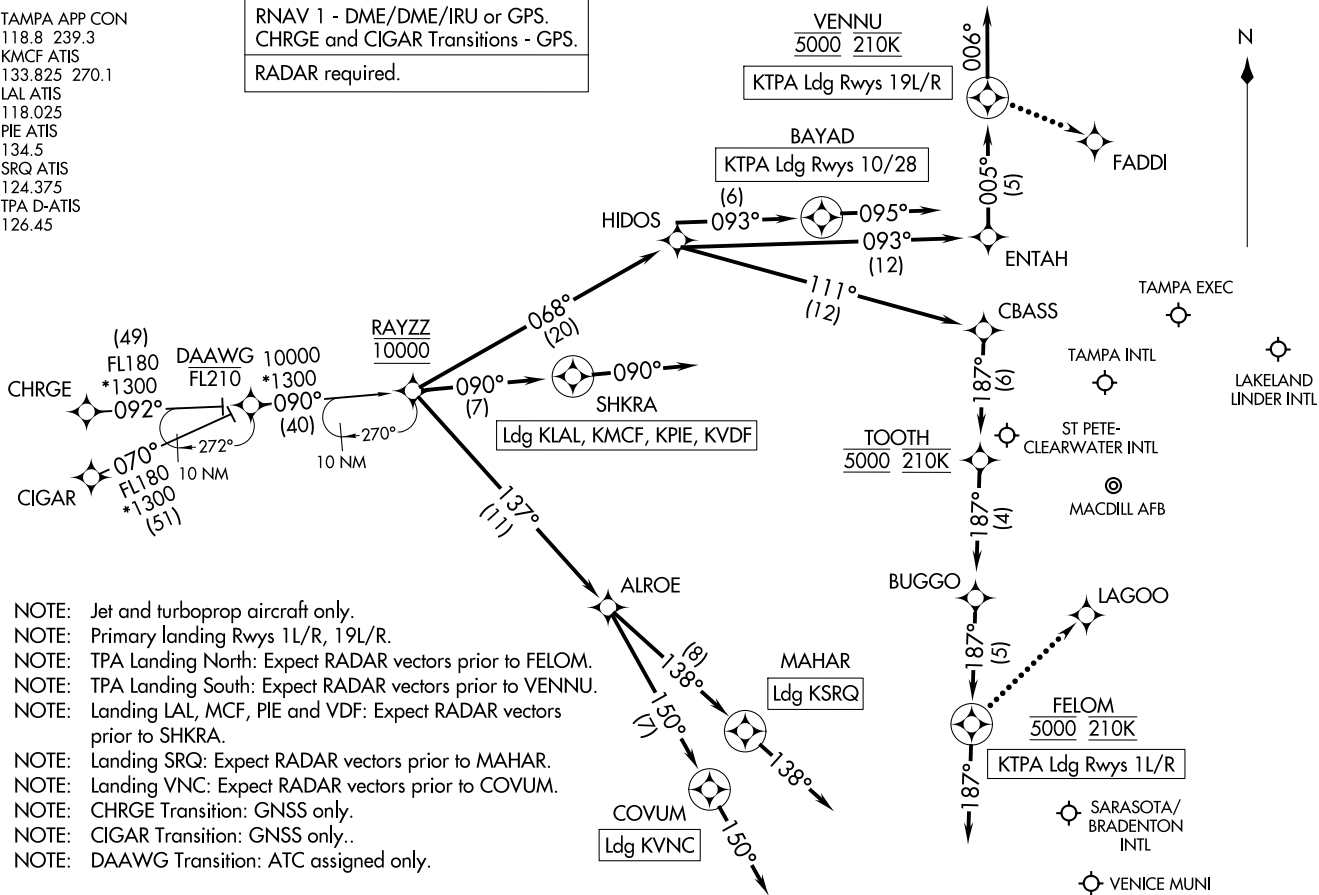 TAMPA APP CON
118.8 239.3
KMCF ATIS
133.825 270.1
LAL ATIS
118.025
PIE ATIS
134.5
SRQ ATIS
124.375
TPA D-ATIS
126.45
RNAV 1 - DME/DME/IRU or GPS.
CHRGE and CIGAR Transitions - GPS.
RADAR required.
VENNU
5000 210K
KTPA Ldg Rwys 19L/R
006°
N
FADDI
BAYAD
KTPA Ldg Rwys 10/28
(6)
093°
095°
HIDOS
093°
(12)
005°
(5)
ENTAH
111°
(12)
CBASS
TAMPA EXEC
TAMPA INTL
LAKELAND
LINDER INTL
068°
(20)
RAYZZ
10000
(49)
FL180
*1300
092°
CHRGE
DAAWG
FL210
10000
*1300
090°
(40)
272°
10 NM
270°
10 NM
070°
FL180
*1300
(51)
CIGAR
090°
(7)
090°
SHKRA
Ldg KLAL, KMCF, KPIE, KVDF
187°
(6)
TOOTH
5000 210K
ST PETE-
CLEARWATER INTL
MACDILL AFB
187°
(4)
137°
(11)
ALROE
BUGGO
LAGOO
187°
(5)
(8)
138°
MAHAR
Ldg KSRQ
138°
150°
(7)
COVUM
Ldg KVNC
150°
FELOM
5000 210K
KTPA Ldg Rwys 1L/R
187°
SARASOTA/
BRADENTON
INTL
VENICE MUNI
NOTE: Jet and turboprop aircraft only.
NOTE: Primary landing Rwys 1L/R, 19L/R.
NOTE: TPA Landing North: Expect RADAR vectors prior to FELOM.
NOTE: TPA Landing South: Expect RADAR vectors prior to VENNU.
NOTE: Landing LAL, MCF, PIE and VDF: Expect RADAR vectors
prior to SHKRA.
NOTE: Landing SRQ: Expect RADAR vectors prior to MAHAR.
NOTE: Landing VNC: Expect RADAR vectors prior to COVUM.
NOTE: CHRGE Transition: GNSS only.
NOTE: CIGAR Transition: GNSS only..
NOTE: DAAWG Transition: ATC assigned only.